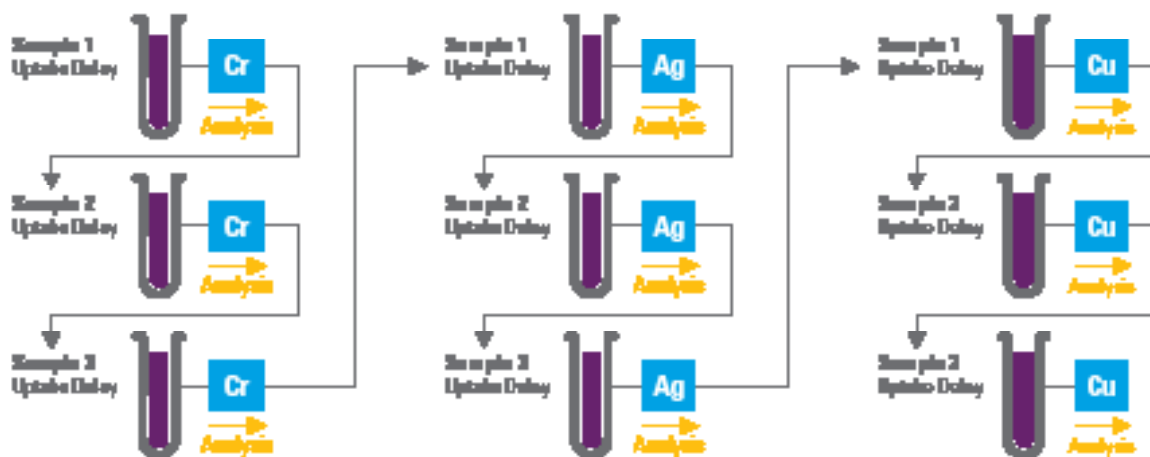 Sample 1
Uptake Delay
Cr
Analysis
Sample 2
Uptake Delay
Cr
Analysis
Sample 3
Uptake Delay
Cr
Analysis
Sample 1
Uptake Delay
Ag
Analysis
Sample 2
Uptake Delay
Ag
Analysis
Sample 3
Uptake Delay
Ag
Analysis
Sample 1
Uptake Delay
Cu
Analysis
Sample 2
Uptake Delay
Cu
Analysis
Sample 3
Uptake Delay
Cu
Analysis